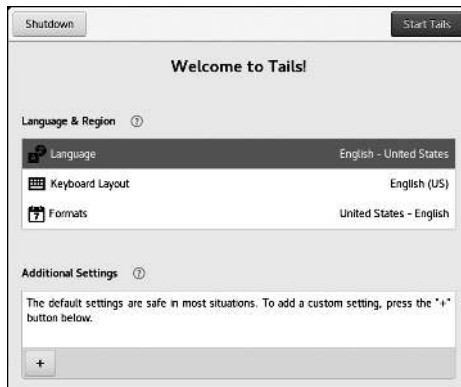 Shutdown
Start Tails
Welcome to Tails!
Language & Region
Language English - United States
Keyboard Layout English (US)
Formats United States - English
Additional Settings
The default settings are safe in most situations. To add a custom setting, press the "+"
button below.
+